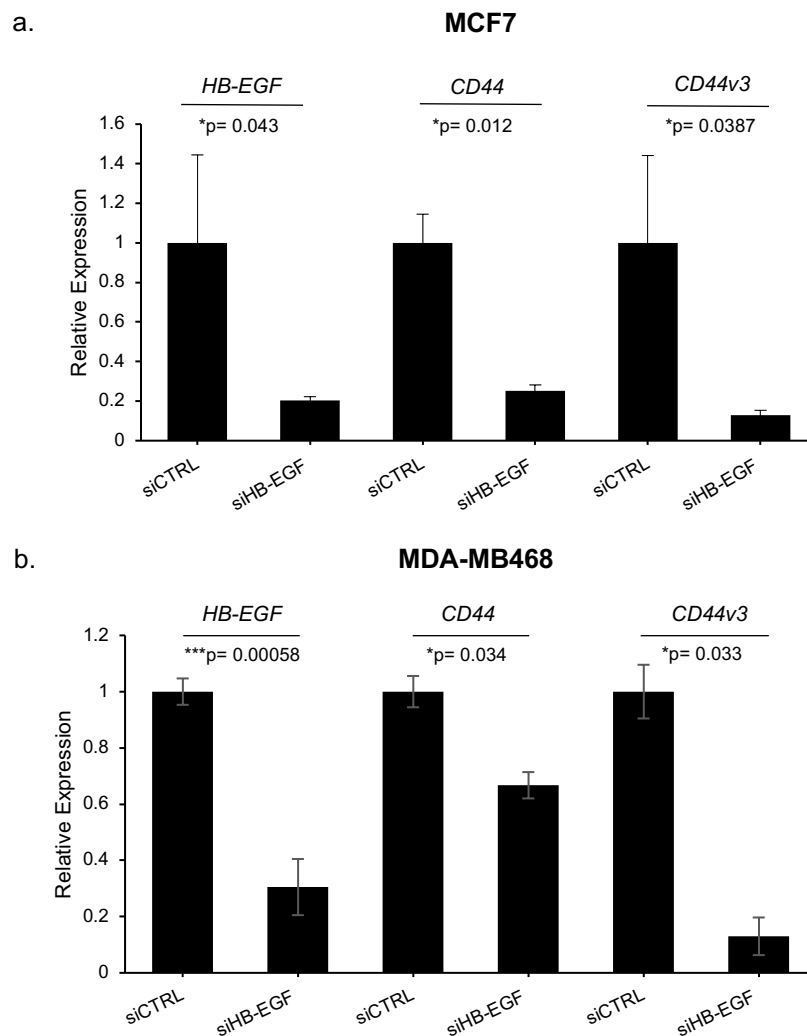 a.
MCF7
HB-EGF CD44 CD44v3
*p= 0.043 *p= 0.012 *p= 0.0387
1.6
1.4
1.2
1
0.8
0.6
0.4
0.2
0
Relative Expression
siCTRL siHB-EGF siCTRL siHB-EGF siCTRL siHB-EGF
b.
MDA-MB468
HB-EGF CD44 CD44v3
***p= 0.00058 *p= 0.034 *p= 0.033
1.2
1
0.8
0.6
0.4
0.2
0
Relative Expression
siCTRL siHB-EGF siCTRL siHB-EGF siCTRL siHB-EGF